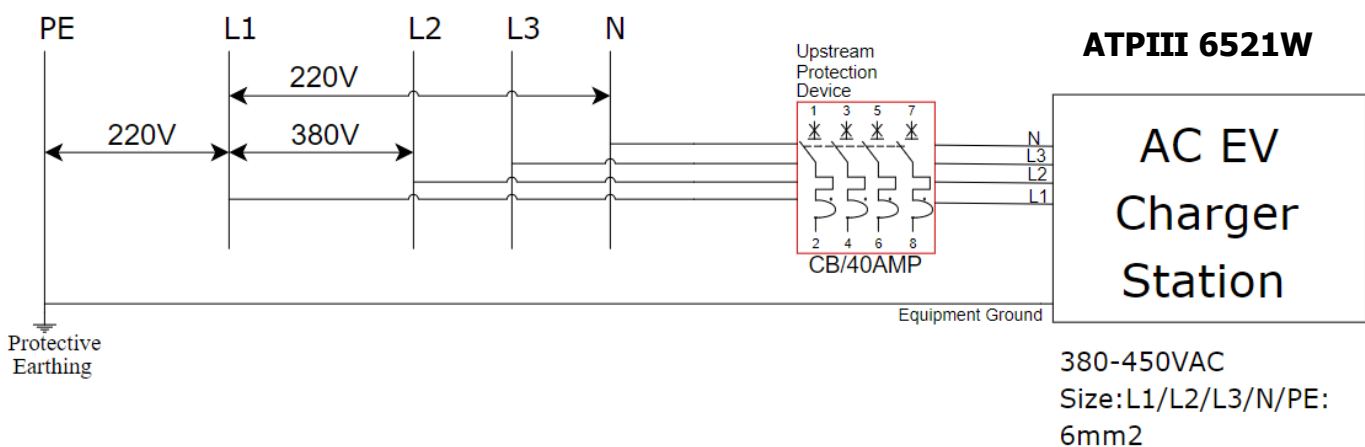 PE
L1
L2
L3
N
220V
220V
380V
Upstream
Protection
Device
1 3 5 7
2 4 6 8
CB/40AMP
N
L3
L2
L1
ATPIII 6521W
AC EV
Charger
Station
Equipment Ground
Protective
Earthing
380-450VAC
Size:L1/L2/L3/N/PE:
6mm2